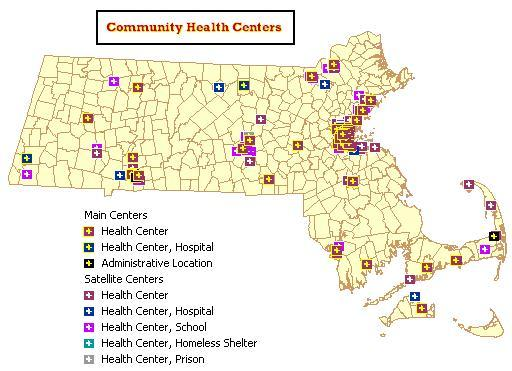 Community Health Centers
Main Centers
Health Center
Health Center, Hospital
Administrative Location
Satellite Centers
Health Center
Health Center, Hospital
Health Center, School
Health Center, Homeless Shelter
Health Center, Prison